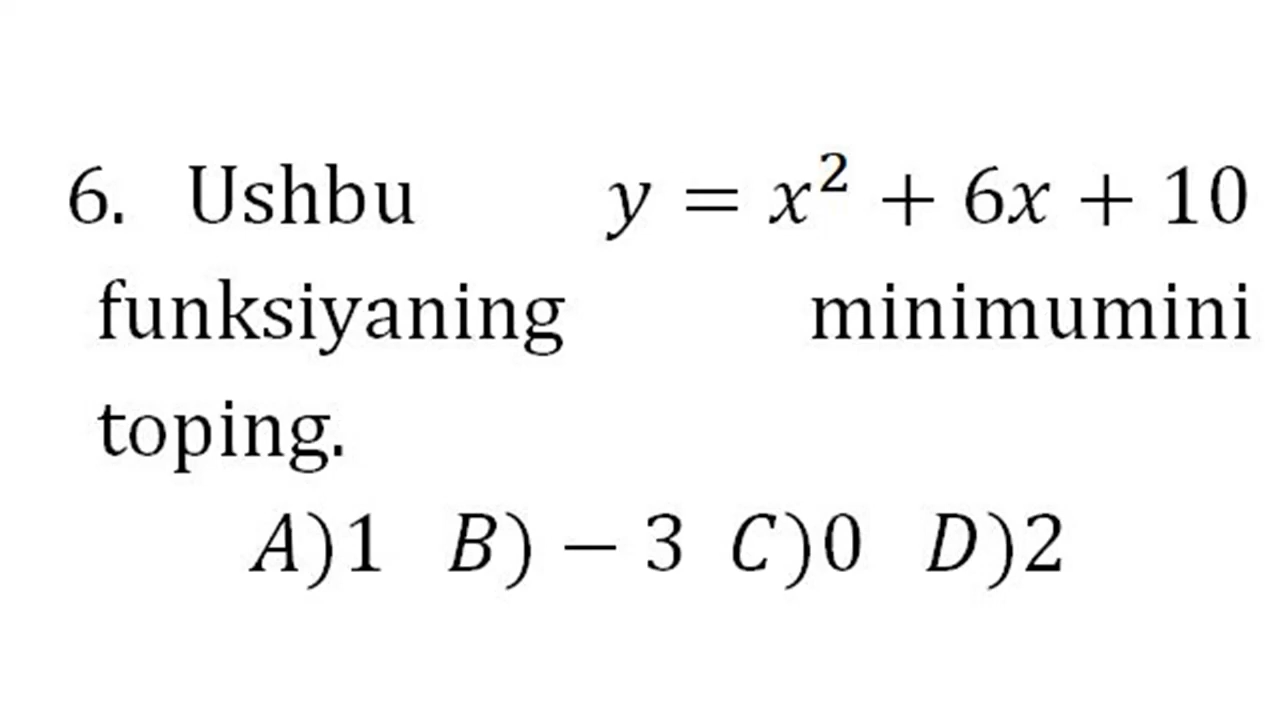 6. Ushbu y = x² + 6x + 10
funksiyaning minimumini
toping.
A)1 B) − 3 C)0 D)2